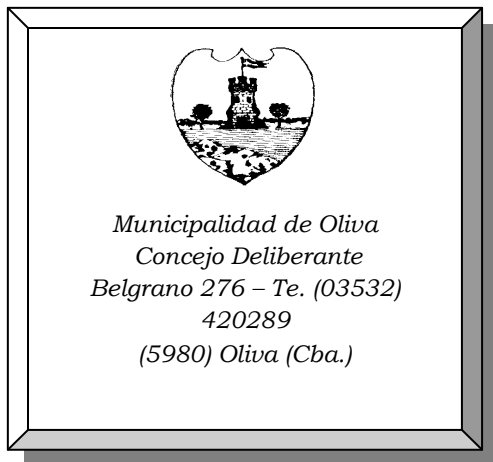 Municipalidad de Oliva
Concejo Deliberante
Belgrano 276 – Te. (03532)
420289
(5980) Oliva (Cba.)